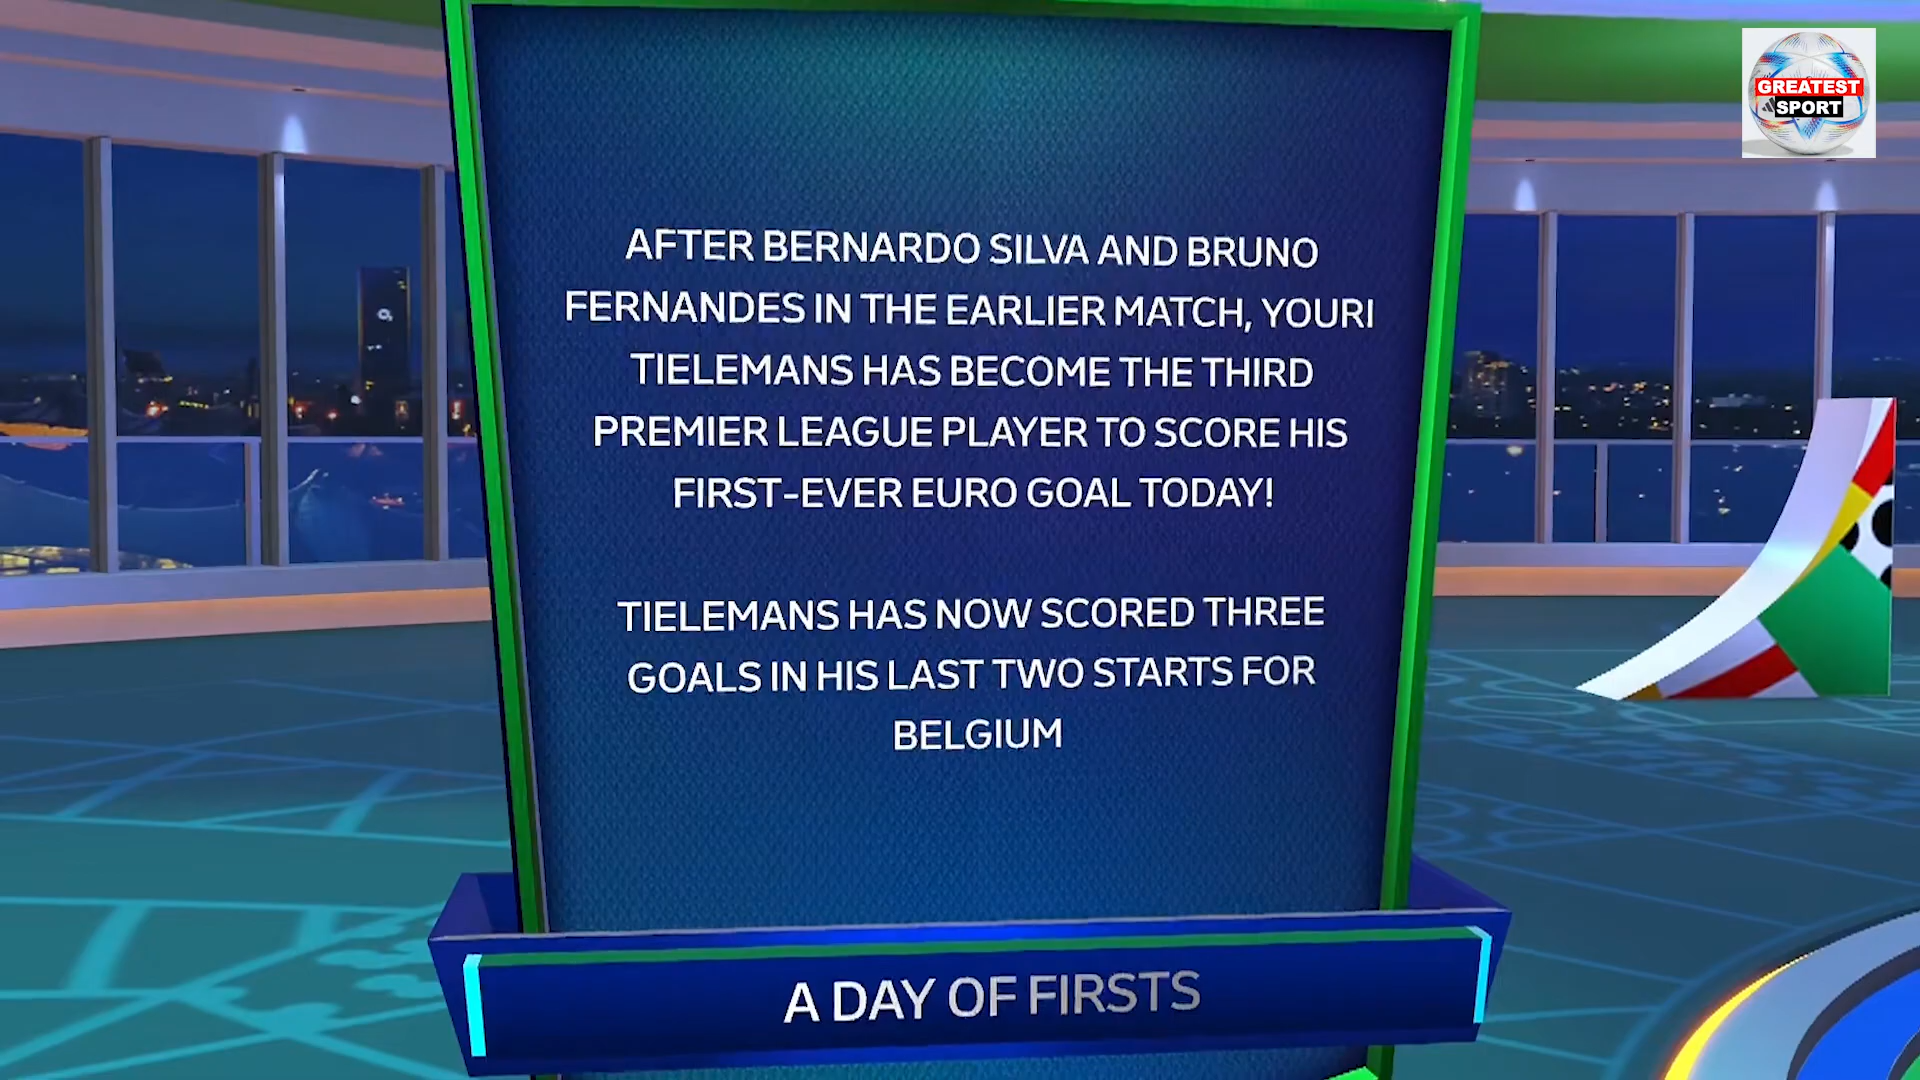 GREATEST
SPORT
AFTER BERNARDO SILVA AND BRUNO
FERNANDES IN THE EARLIER MATCH, YOURI
TIELEMANS HAS BECOME THE THIRD
PREMIER LEAGUE PLAYER TO SCORE HIS
FIRST-EVER EURO GOAL TODAY!
TIELEMANS HAS NOW SCORED THREE
GOALS IN HIS LAST TWO STARTS FOR
BELGIUM
A DAY OF FIRSTS